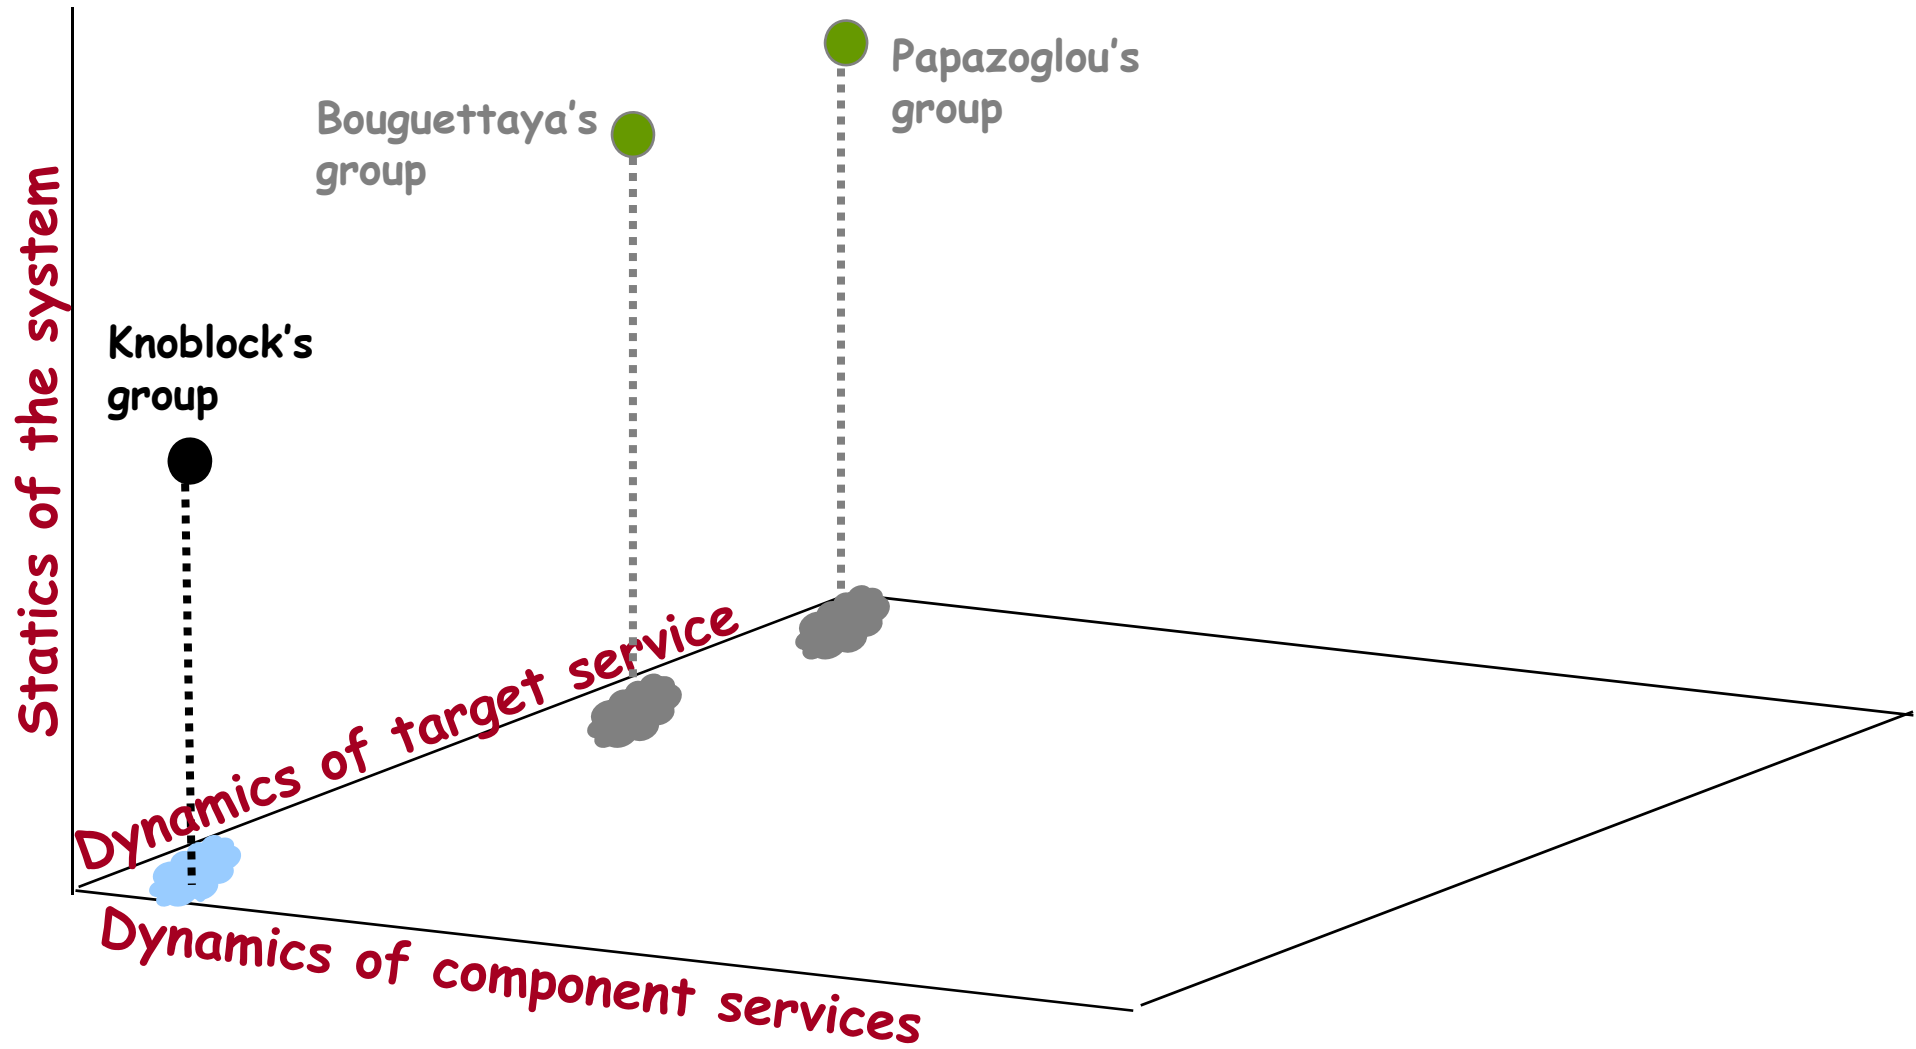 Papazoglou's
group
Bouguettaya's
group
Knoblock's
group
Statics of the system
Dynamics of target service
Dynamics of component services